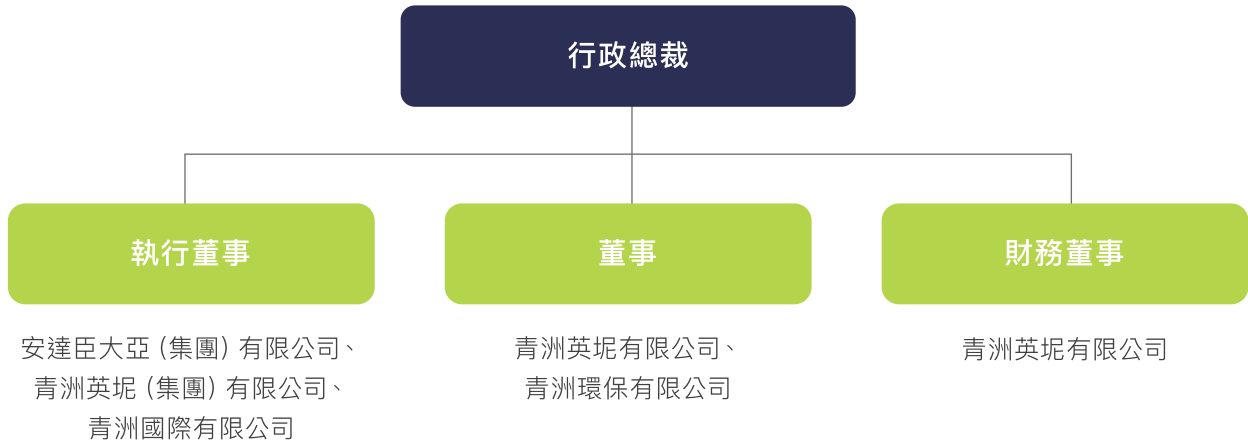 行政總裁
執行董事
董事
財務董事
安達臣大亞（集團）有限公司、
青洲英坭（集團）有限公司、
青洲國際有限公司
青洲英坭有限公司、
青洲環保有限公司
青洲英坭有限公司